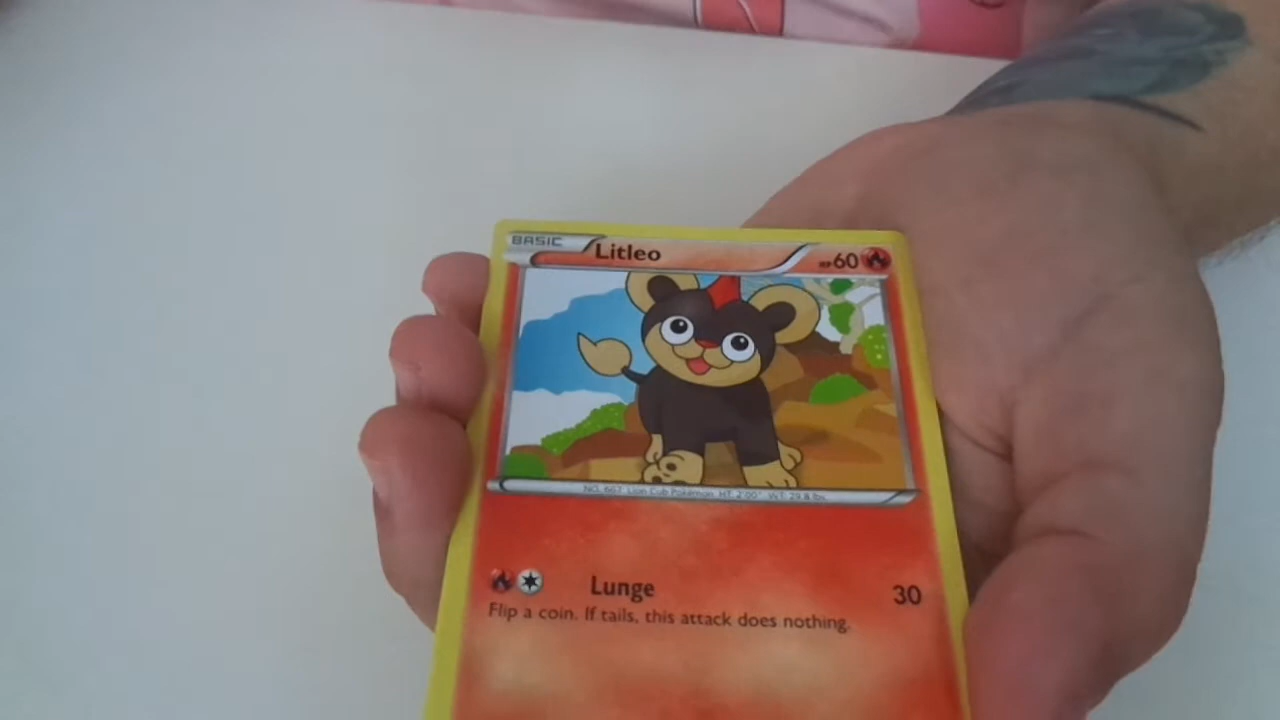 BASIC Litleo HP60
NO. 667 Lion Cub Pokémon HT: 2'00" WT: 29.8 lbs.
Lunge 30
Flip a coin. If tails, this attack does nothing.